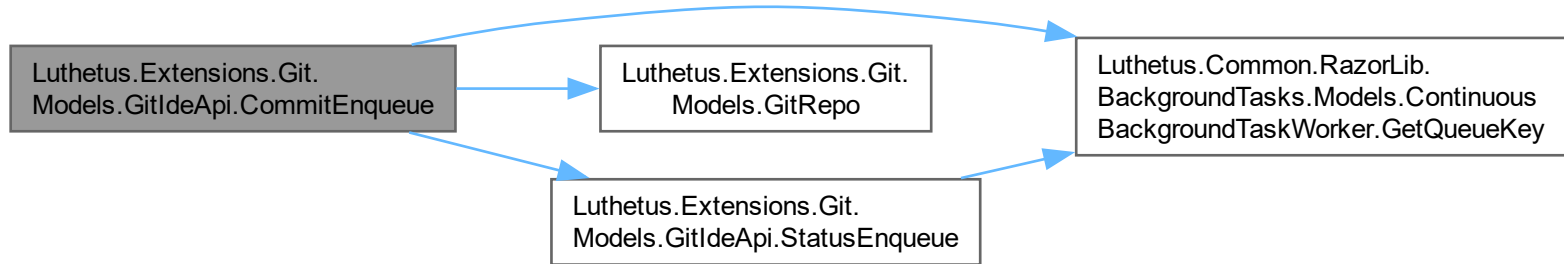 Luthetus.Extensions.Git.
Models.GitIdeApi.CommitEnqueue
Luthetus.Extensions.Git.
Models.GitRepo
Luthetus.Common.RazorLib.
BackgroundTasks.Models.Continuous
BackgroundTaskWorker.GetQueueKey
Luthetus.Extensions.Git.
Models.GitIdeApi.StatusEnqueue